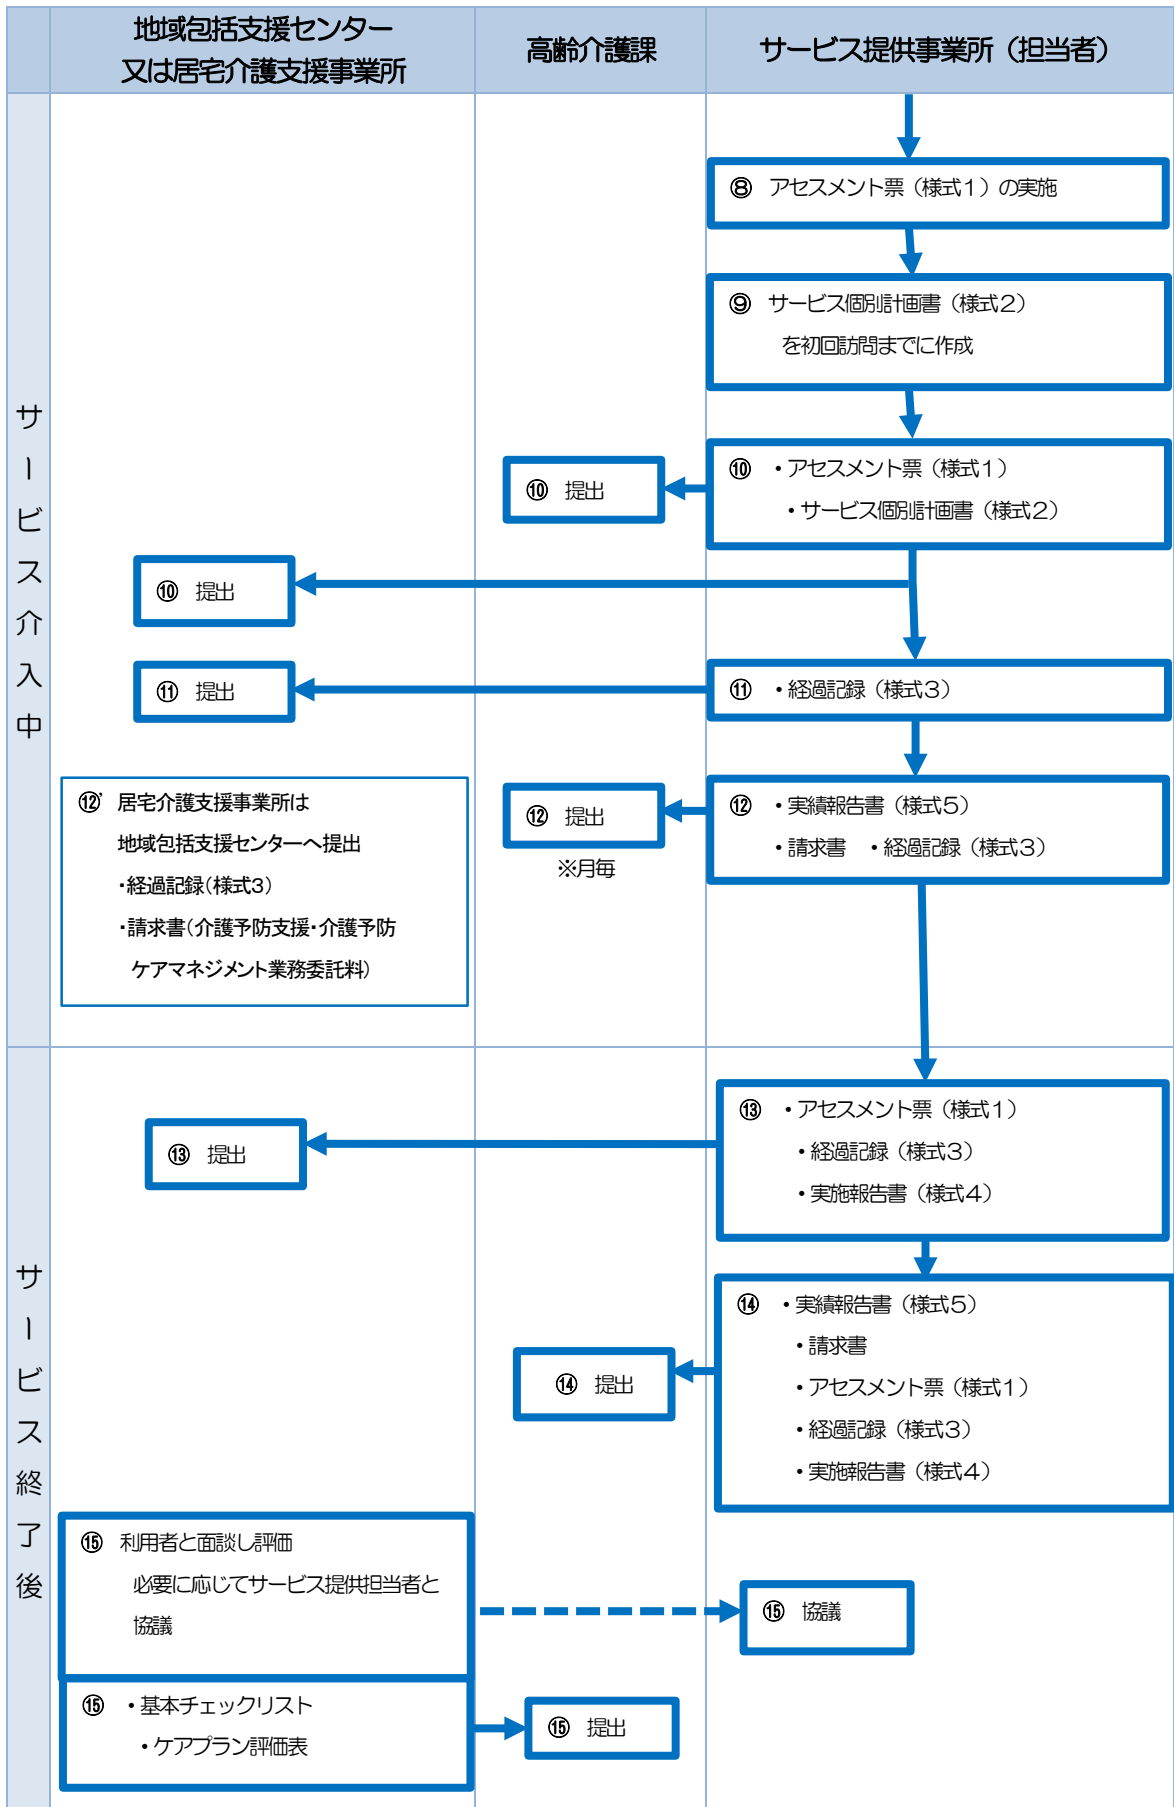 地域包括支援センター
又は居宅介護支援事業所
高齢介護課
サービス提供事業所（担当者）
サービス介入中
⑧　アセスメント票（様式１）の実施
⑨　サービス個別計画書（様式２）
を初回訪問までに作成
⑩　・アセスメント票（様式１）
・サービス個別計画書（様式２）
⑩　提出
⑩　提出
⑪　・経過記録（様式３）
⑪　提出
⑫　・実績報告書（様式５）
・請求書　・経過記録（様式３）
⑫　提出
※月毎
⑫’　居宅介護支援事業所は
地域包括支援センターへ提出
・経過記録(様式3)
・請求書(介護予防支援・介護予防
ケアマネジメント業務委託料)
サービス終了後
⑬　・アセスメント票（様式１）
・経過記録（様式３）
・実施報告書（様式４）
⑬　提出
⑭　・実績報告書（様式５）
・請求書
・アセスメント票（様式１）
・経過記録（様式３）
・実施報告書（様式４）
⑭　提出
⑮　利用者と面談し評価
必要に応じてサービス提供担当者と
協議
⑮　協議
⑮　・基本チェックリスト
・ケアプラン評価表
⑮　提出